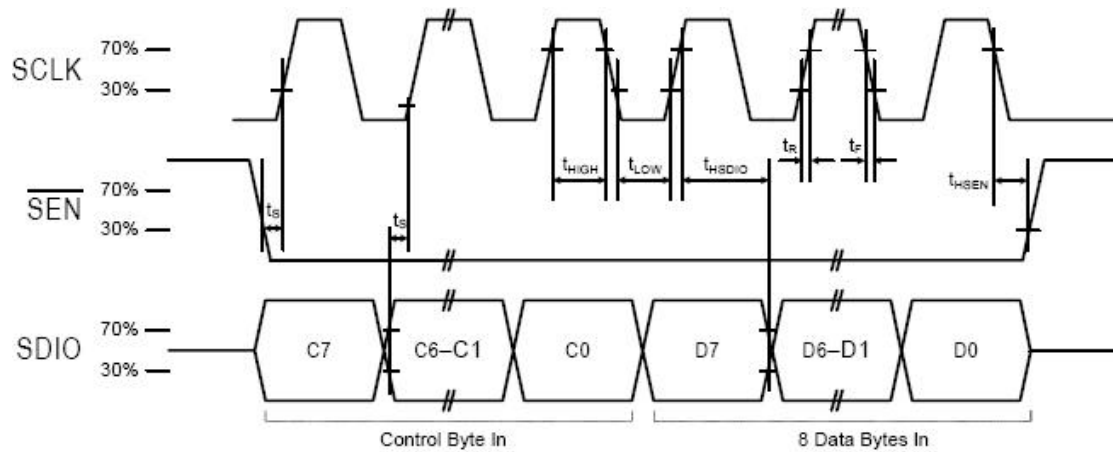 70%
SCLK
30%
tR tF
tHIGH tLOW tHSDIO tHSEN
70%
SEN
tS tS
30%
70%
SDIO C7 C6–C1 C0 D7 D6–D1 D0
30%
Control Byte In 8 Data Bytes In